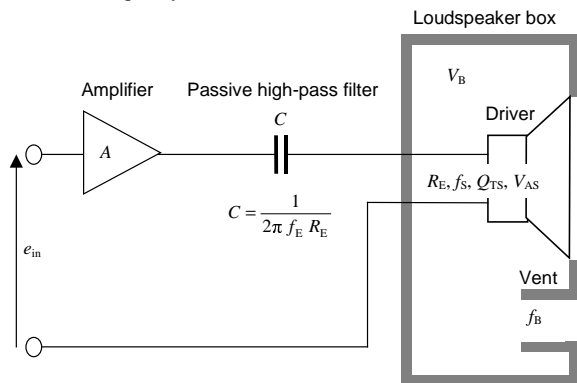 Loudspeaker box
V_B
Amplifier
Passive high-pass filter
C
Driver
A
R_E, f_S, Q_TS, V_AS
C = 1 / (2π f_E R_E)
e_in
Vent
f_B